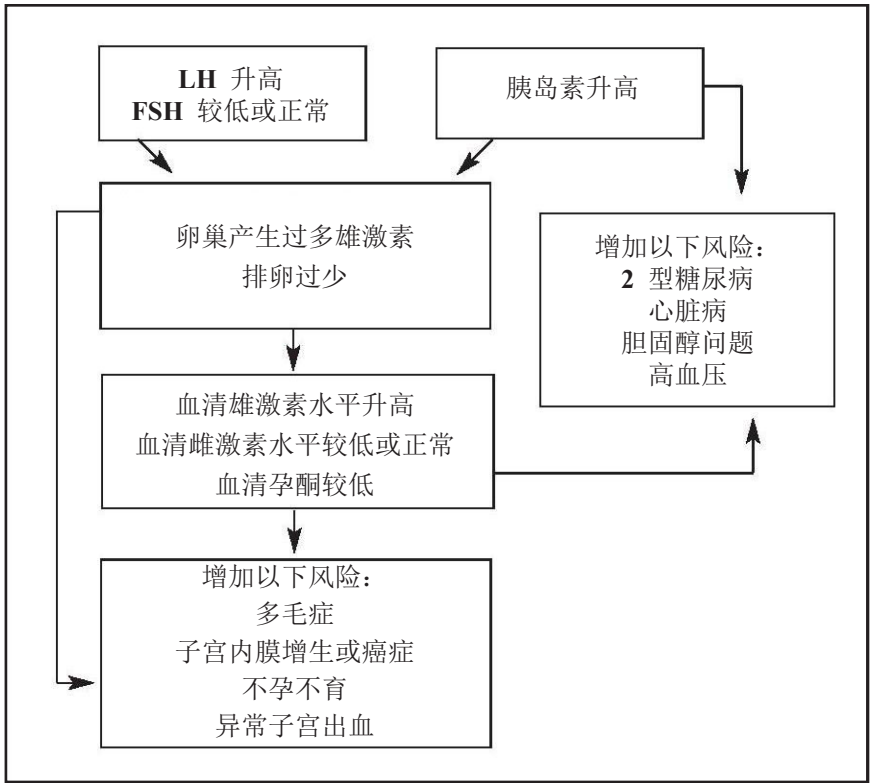 LH 升高
FSH 较低或正常
胰岛素升高
卵巢产生过多雄激素
排卵过少
增加以下风险：
2 型糖尿病
心脏病
胆固醇问题
高血压
血清雄激素水平升高
血清雌激素水平较低或正常
血清孕酮较低
增加以下风险：
多毛症
子宫内膜增生或癌症
不孕不育
异常子宫出血